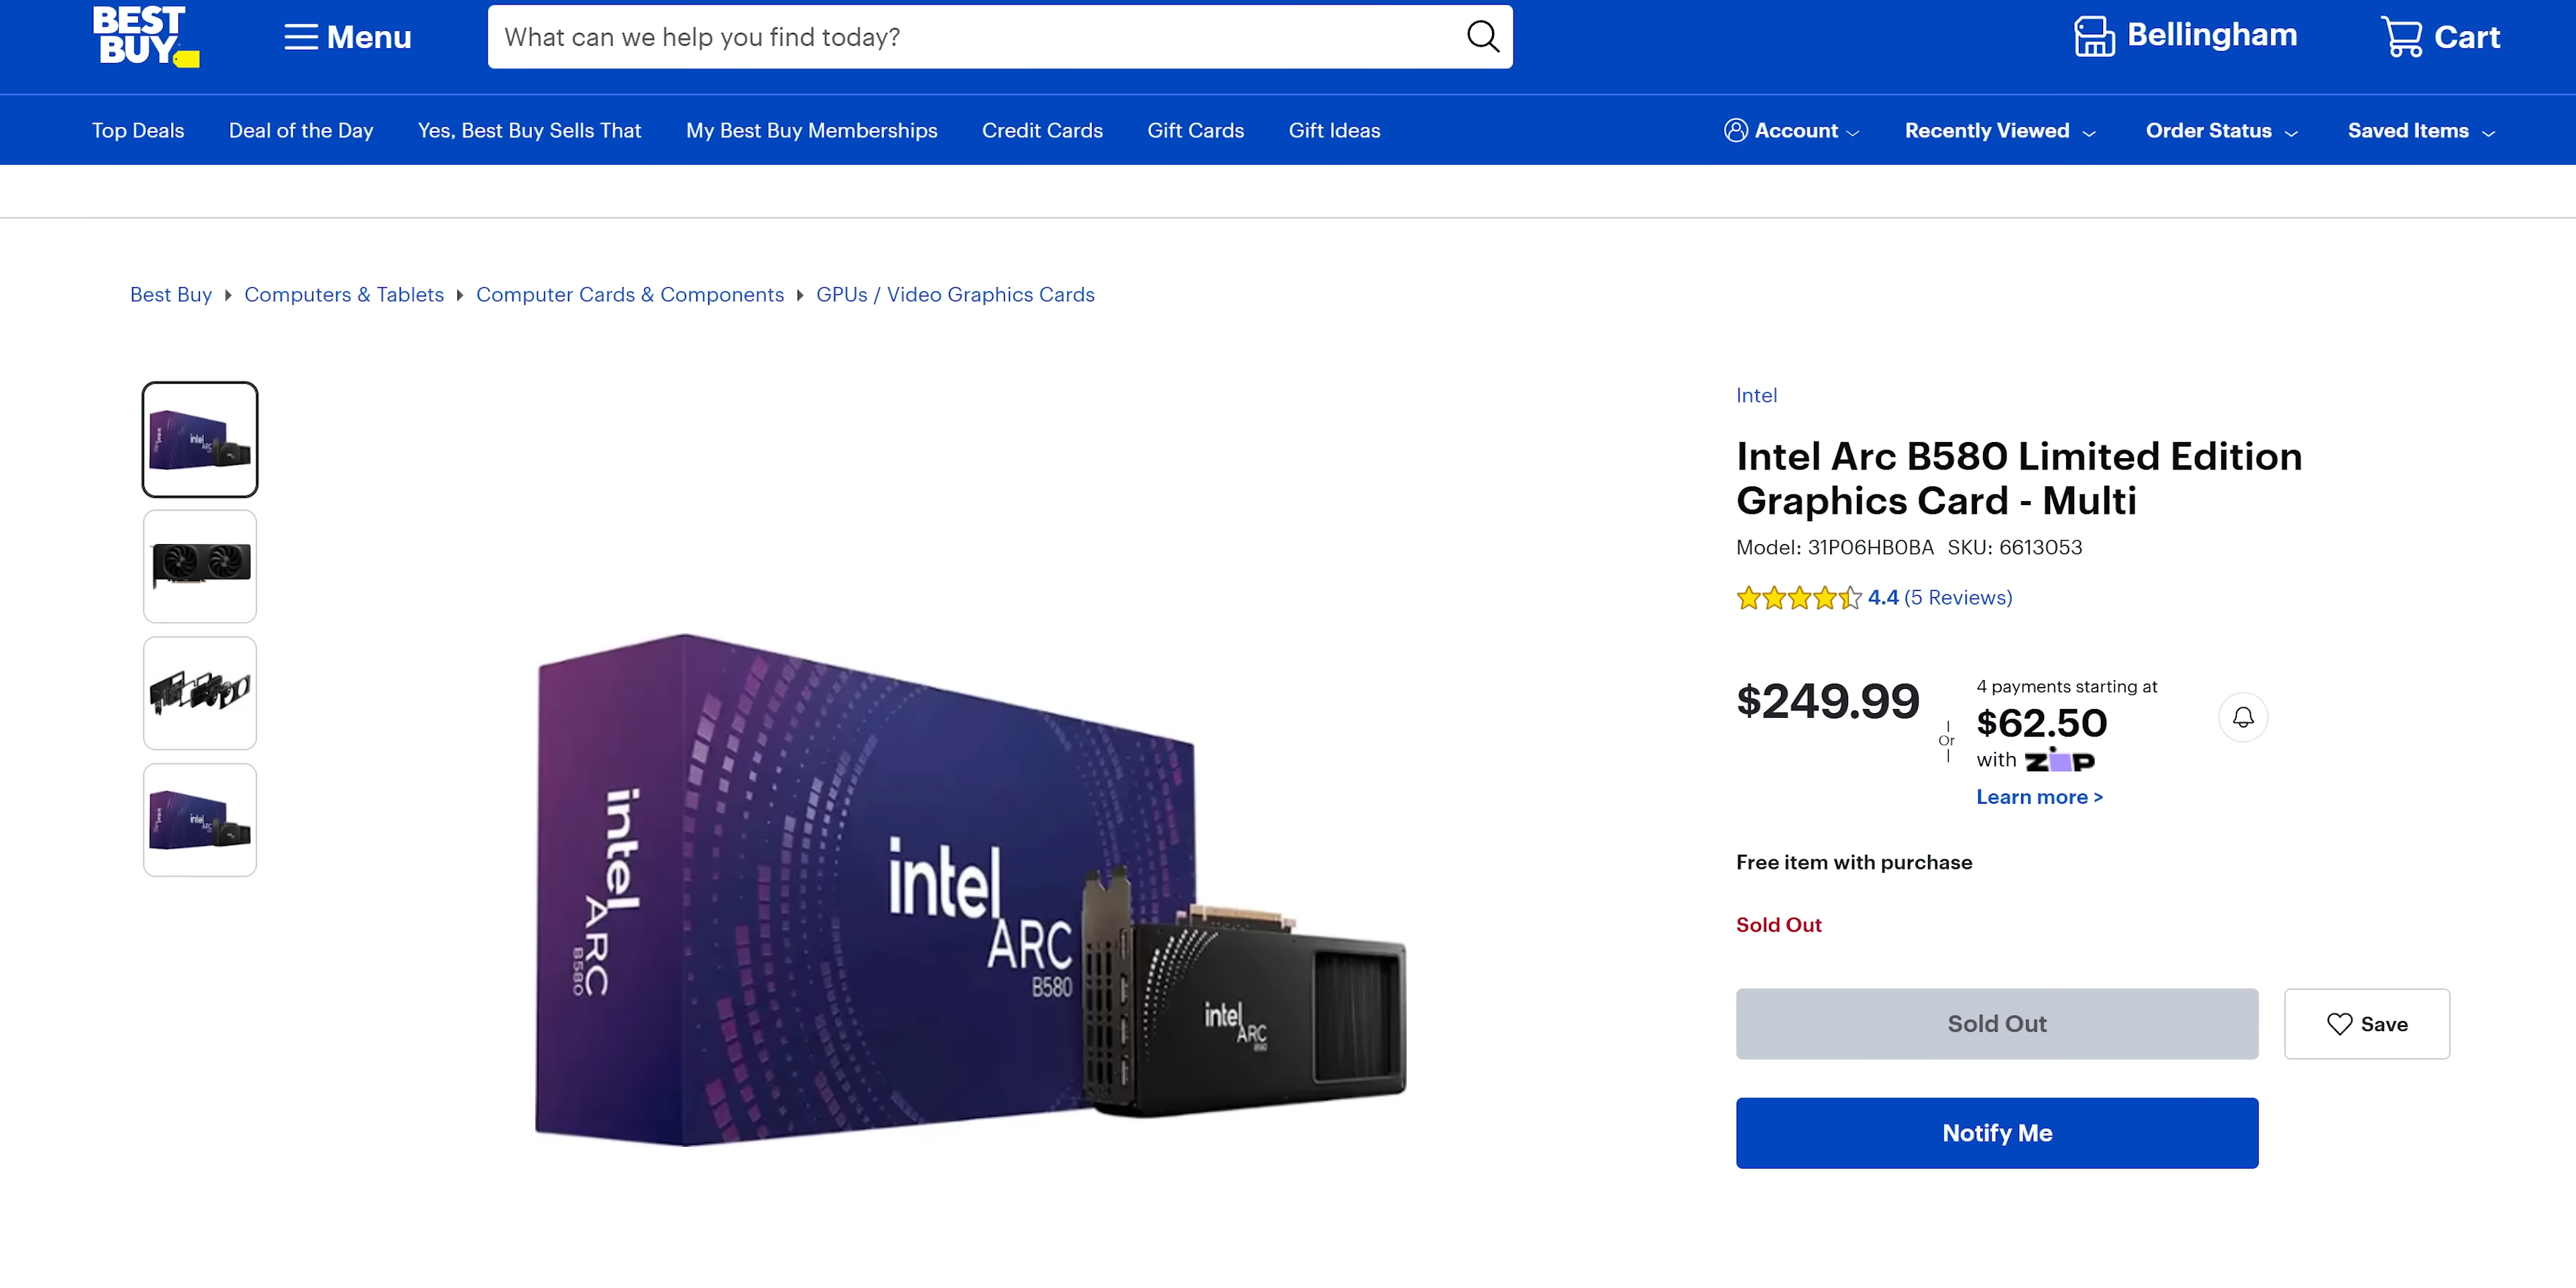 BEST
BUY
Menu
What can we help you find today?
Bellingham
Cart
Top Deals
Deal of the Day
Yes, Best Buy Sells That
My Best Buy Memberships
Credit Cards
Gift Cards
Gift Ideas
Account
Recently Viewed
Order Status
Saved Items
Best Buy
Computers & Tablets
Computer Cards & Components
GPUs / Video Graphics Cards
Intel
Intel Arc B580 Limited Edition
Graphics Card - Multi
Model: 31P06HB0BA SKU: 6613053
4.4 (5 Reviews)
$249.99
Or
4 payments starting at
$62.50
with zip
Learn more >
Free item with purchase
Sold Out
Sold Out
Save
Notify Me
intel
ARC
B580
intel
ARC
B580
intel
ARC
B580
intel
ARC
intel
ARC